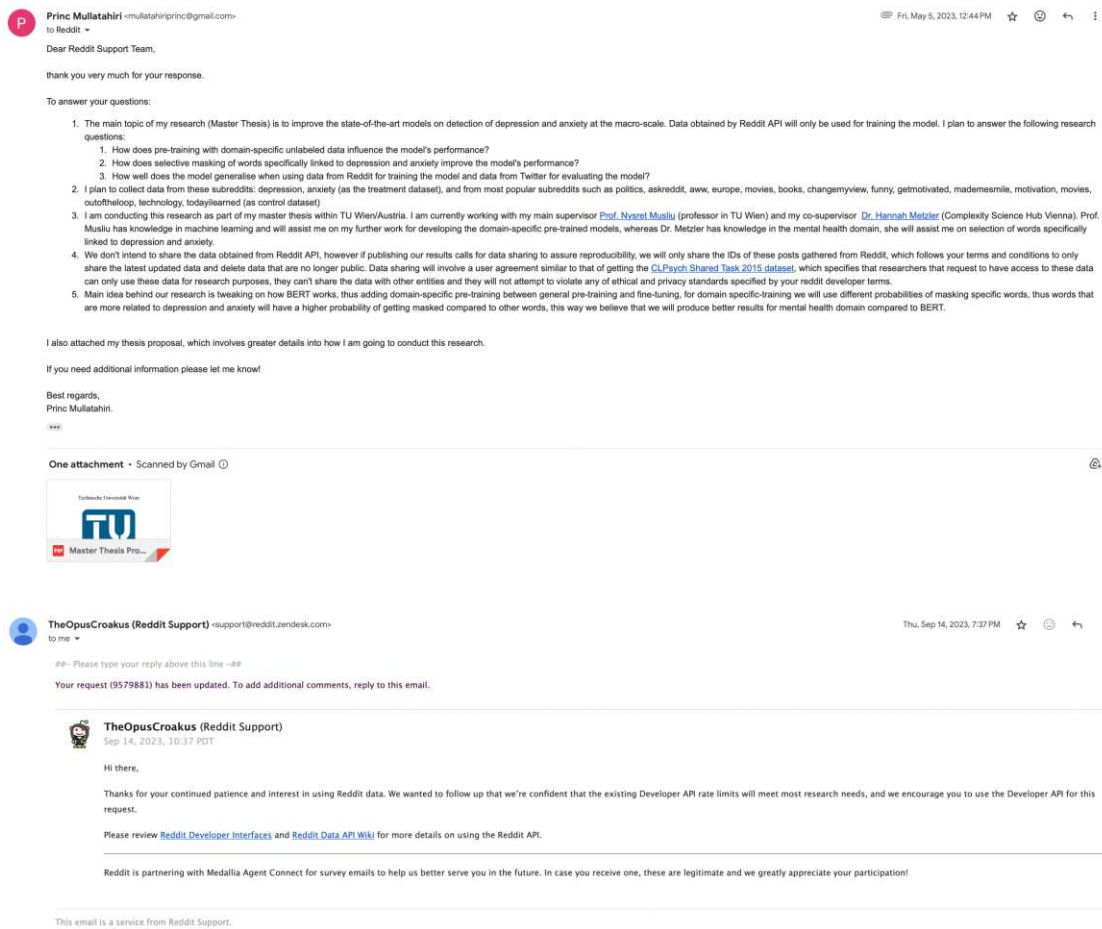 P
Princ Mullatahiri <mullatahiriprinc@gmail.com>
Fri, May 5, 2023, 12:44 PM
to Reddit
Dear Reddit Support Team,
thank you very much for your response.
To answer your questions:
1. The main topic of my research (Master Thesis) is to improve the state-of-the-art models on detection of depression and anxiety at the macro-scale. Data obtained by Reddit API will only be used for training the model. I plan to answer the following research
questions:
1. How does pre-training with domain-specific unlabeled data influence the model's performance?
2. How does selective masking of words specifically linked to depression and anxiety improve the model's performance?
3. How well does the model generalise when using data from Reddit for training the model and data from Twitter for evaluating the model?
2. I plan to collect data from these subreddits: depression, anxiety (as the treatment dataset), and from most popular subreddits such as politics, askreddit, aww, europe, movies, books, changemyview, funny, getmotivated, mademesmile, motivation, movies,
outoftheloop, technology, todayilearned (as control dataset)
3. I am conducting this research as part of my master thesis within TU Wien/Austria. I am currently working with my main supervisor Prof. Nysret Musliu (professor in TU Wien) and my co-supervisor Dr. Hannah Metzler (Complexity Science Hub Vienna). Prof.
Musliu has knowledge in machine learning and will assist me on my further work for developing the domain-specific pre-trained models, whereas Dr. Metzler has knowledge in the mental health domain, she will assist me on selection of words specifically
linked to depression and anxiety.
4. We don't intend to share the data obtained from Reddit API, however if publishing our results calls for data sharing to assure reproducibility, we will only share the IDs of these posts gathered from Reddit, which follows your terms and conditions to only
share the latest updated data and delete data that are no longer public. Data sharing will involve a user agreement similar to that of getting the CLPsych Shared Task 2015 dataset, which specifies that researchers that request to have access to these data
can only use these data for research purposes, they can't share the data with other entities and they will not attempt to violate any of ethical and privacy standards specified by your reddit developer terms.
5. Main idea behind our research is tweaking on how BERT works, thus adding domain-specific pre-training between general pre-training and fine-tuning, for domain specific-training we will use different probabilities of masking specific words, thus words that
are more related to depression and anxiety will have a higher probability of getting masked compared to other words, this way we believe that we will produce better results for mental health domain compared to BERT.
I also attached my thesis proposal, which involves greater details into how I am going to conduct this research.
If you need additional information please let me know!
Best regards,
Princ Mullatahiri.
One attachment • Scanned by Gmail
Technische Universität Wien
TU
PDF Master Thesis Pro...
TheOpusCroakus (Reddit Support) <support@reddit.zendesk.com>
Thu, Sep 14, 2023, 7:37 PM
to me
##- Please type your reply above this line -##
Your request (9579881) has been updated. To add additional comments, reply to this email.
TheOpusCroakus (Reddit Support)
Sep 14, 2023, 10:37 PDT
Hi there,
Thanks for your continued patience and interest in using Reddit data. We wanted to follow up that we're confident that the existing Developer API rate limits will meet most research needs, and we encourage you to use the Developer API for this
request.
Please review Reddit Developer Interfaces and Reddit Data API Wiki for more details on using the Reddit API.
Reddit is partnering with Medallia Agent Connect for survey emails to help us better serve you in the future. In case you receive one, these are legitimate and we greatly appreciate your participation!
This email is a service from Reddit Support.